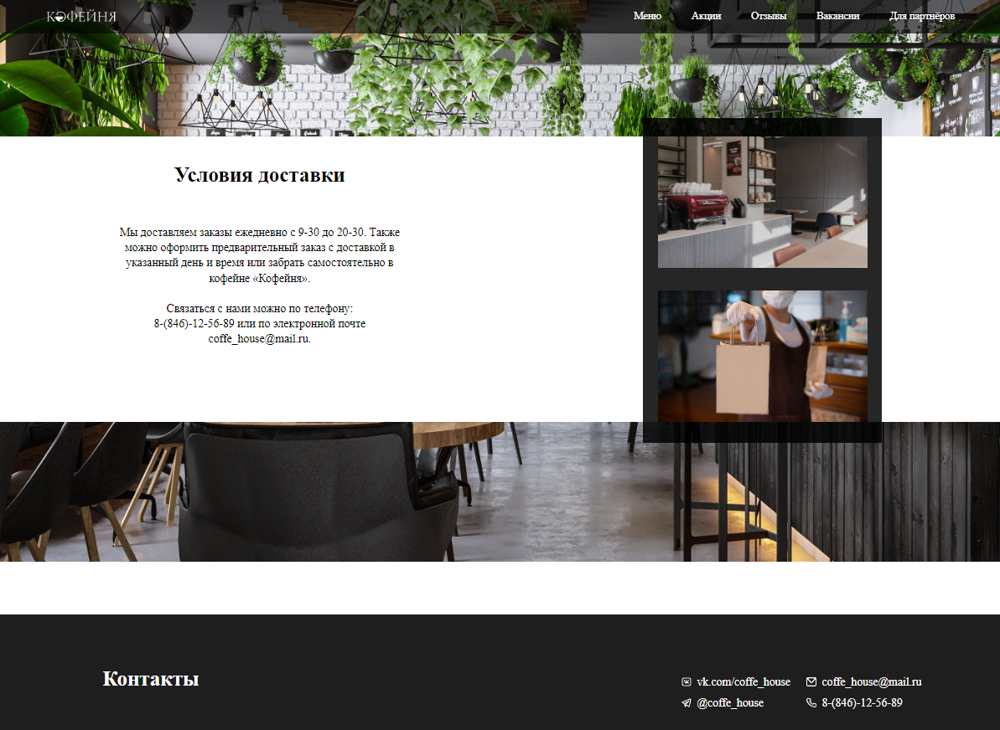 КОФЕЙНЯ
Меню Акции Отзывы Вакансии Для партнёров
Условия доставки
Мы доставляем заказы ежедневно с 9-30 до 20-30. Также
можно оформить предварительный заказ с доставкой в
указанный день и время или забрать самостоятельно в
кофейне «Кофейня».
Связаться с нами можно по телефону:
8-(846)-12-56-89 или по электронной почте
coffe_house@mail.ru.
Контакты
vk.com/coffe_house coffe_house@mail.ru
@coffe_house 8-(846)-12-56-89